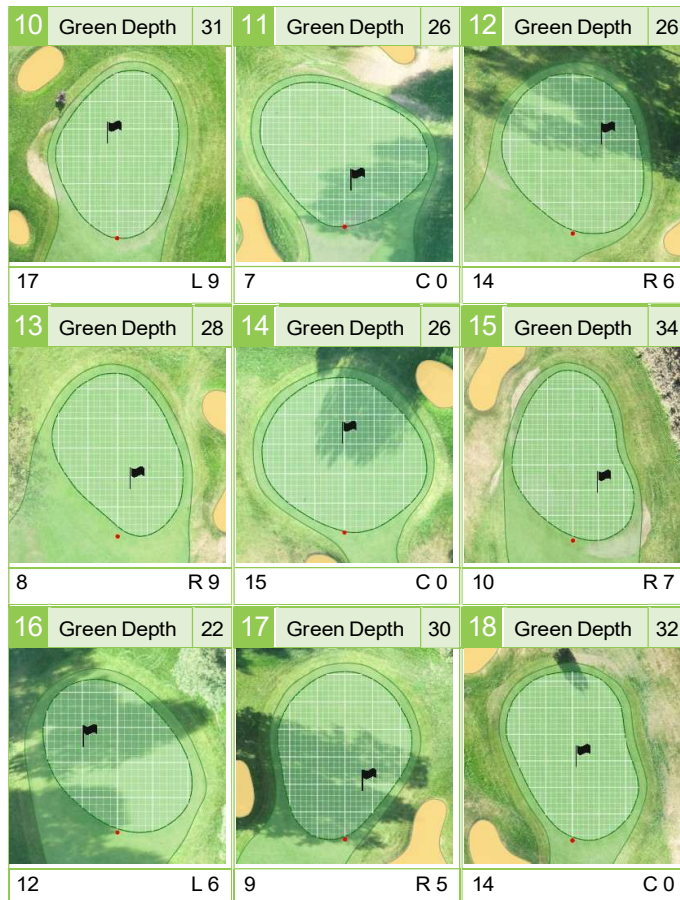 10 Green Depth 31 11 Green Depth 26 12 Green Depth 26
17 L 9 7 C 0 14 R 6
13 Green Depth 28 14 Green Depth 26 15 Green Depth 34
8 R 9 15 C 0 10 R 7
16 Green Depth 22 17 Green Depth 30 18 Green Depth 32
12 L 6 9 R 5 14 C 0